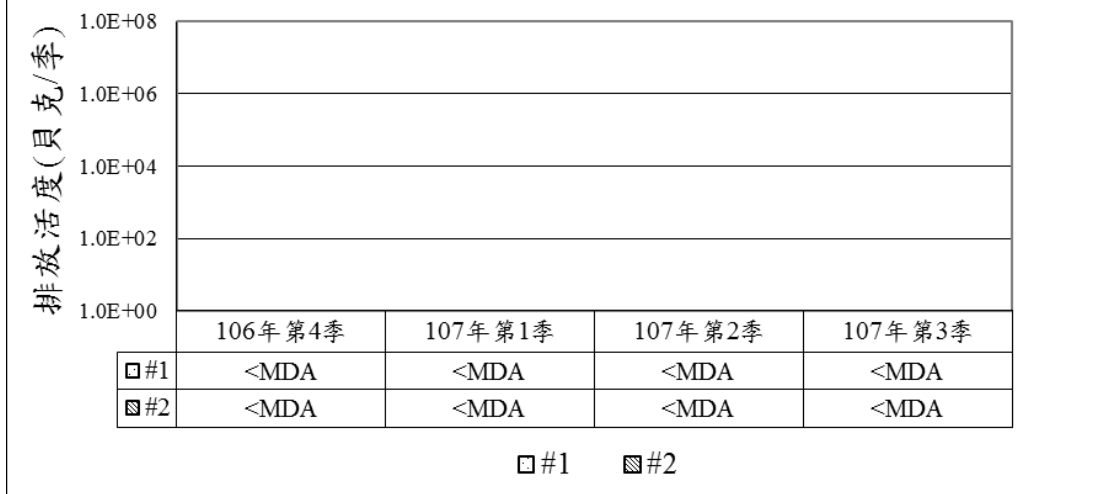 排放活度(貝克/季)
1.0E+08
1.0E+06
1.0E+04
1.0E+02
1.0E+00
106年第4季 107年第1季 107年第2季 107年第3季
#1 <MDA <MDA <MDA <MDA
#2 <MDA <MDA <MDA <MDA
#1 #2